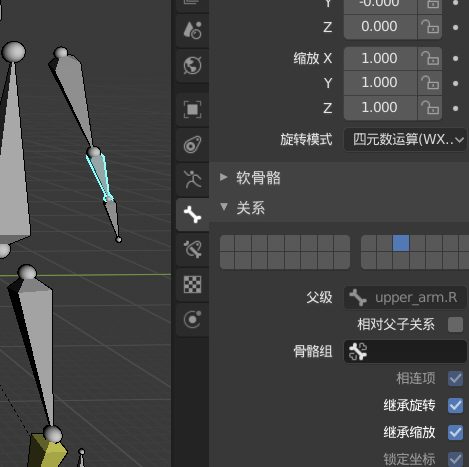 Y -0.000
Z 0.000
缩放 X 1.000
Y 1.000
Z 1.000
旋转模式 四元数运算(WX..
软骨骼
关系
父级 upper_arm.R
相对父子关系
骨骼组
相连项
继承旋转
继承缩放
锁定坐标